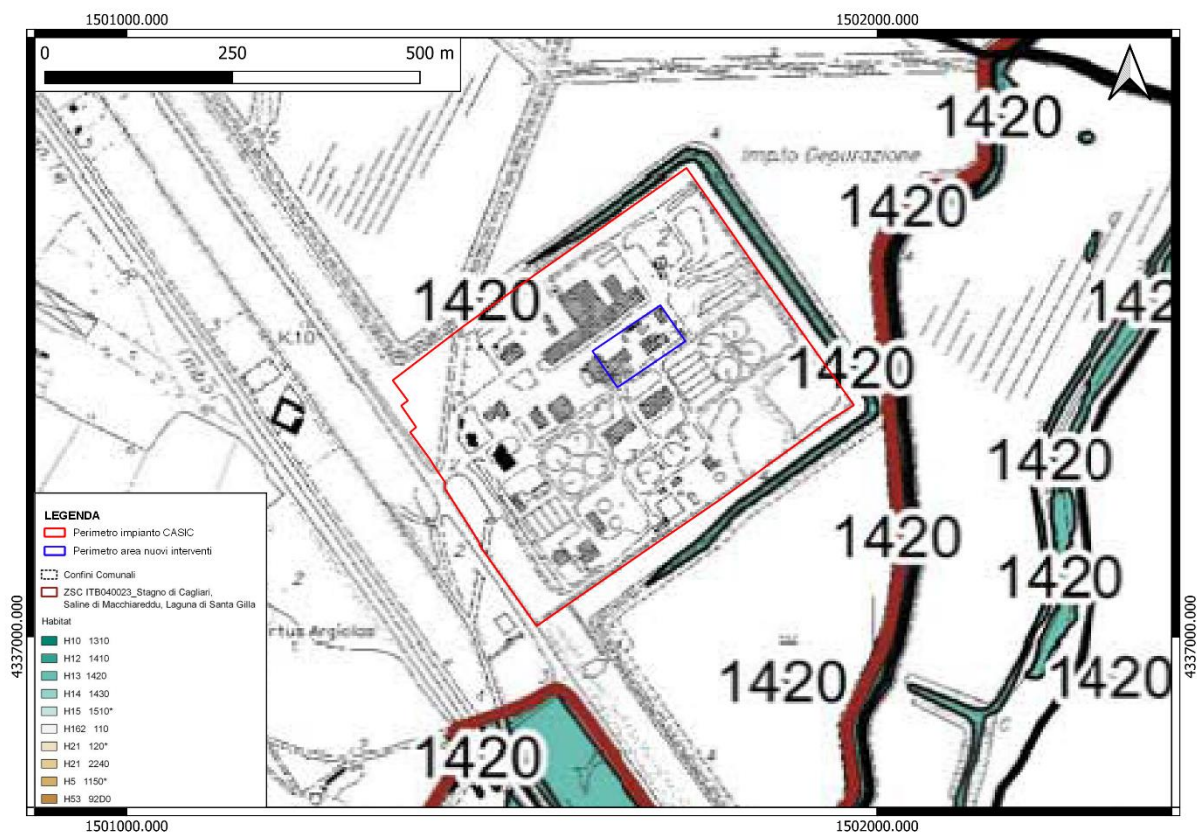 1501000.000
1502000.000
0
250
500 m
1420
Impito Depurazione
1420
1420
1420
K.10
1420
1420
1420
1420
1420
1420
1420
4337000.000
4337000.000
LEGENDA
Perimetro impianto CASIC
Perimetro area nuovi interventi
Confini Comunali
ZSC ITB040023_Stagno di Cagliari,
Saline di Macchiareddu, Laguna di Santa Gilla
Habitat
H10 1310
H12 1410
H13 1420
H14 1430
H15 1510*
H162 110
H21 120*
H21 2240
H5 1150*
H53 92D0
1501000.000
1502000.000